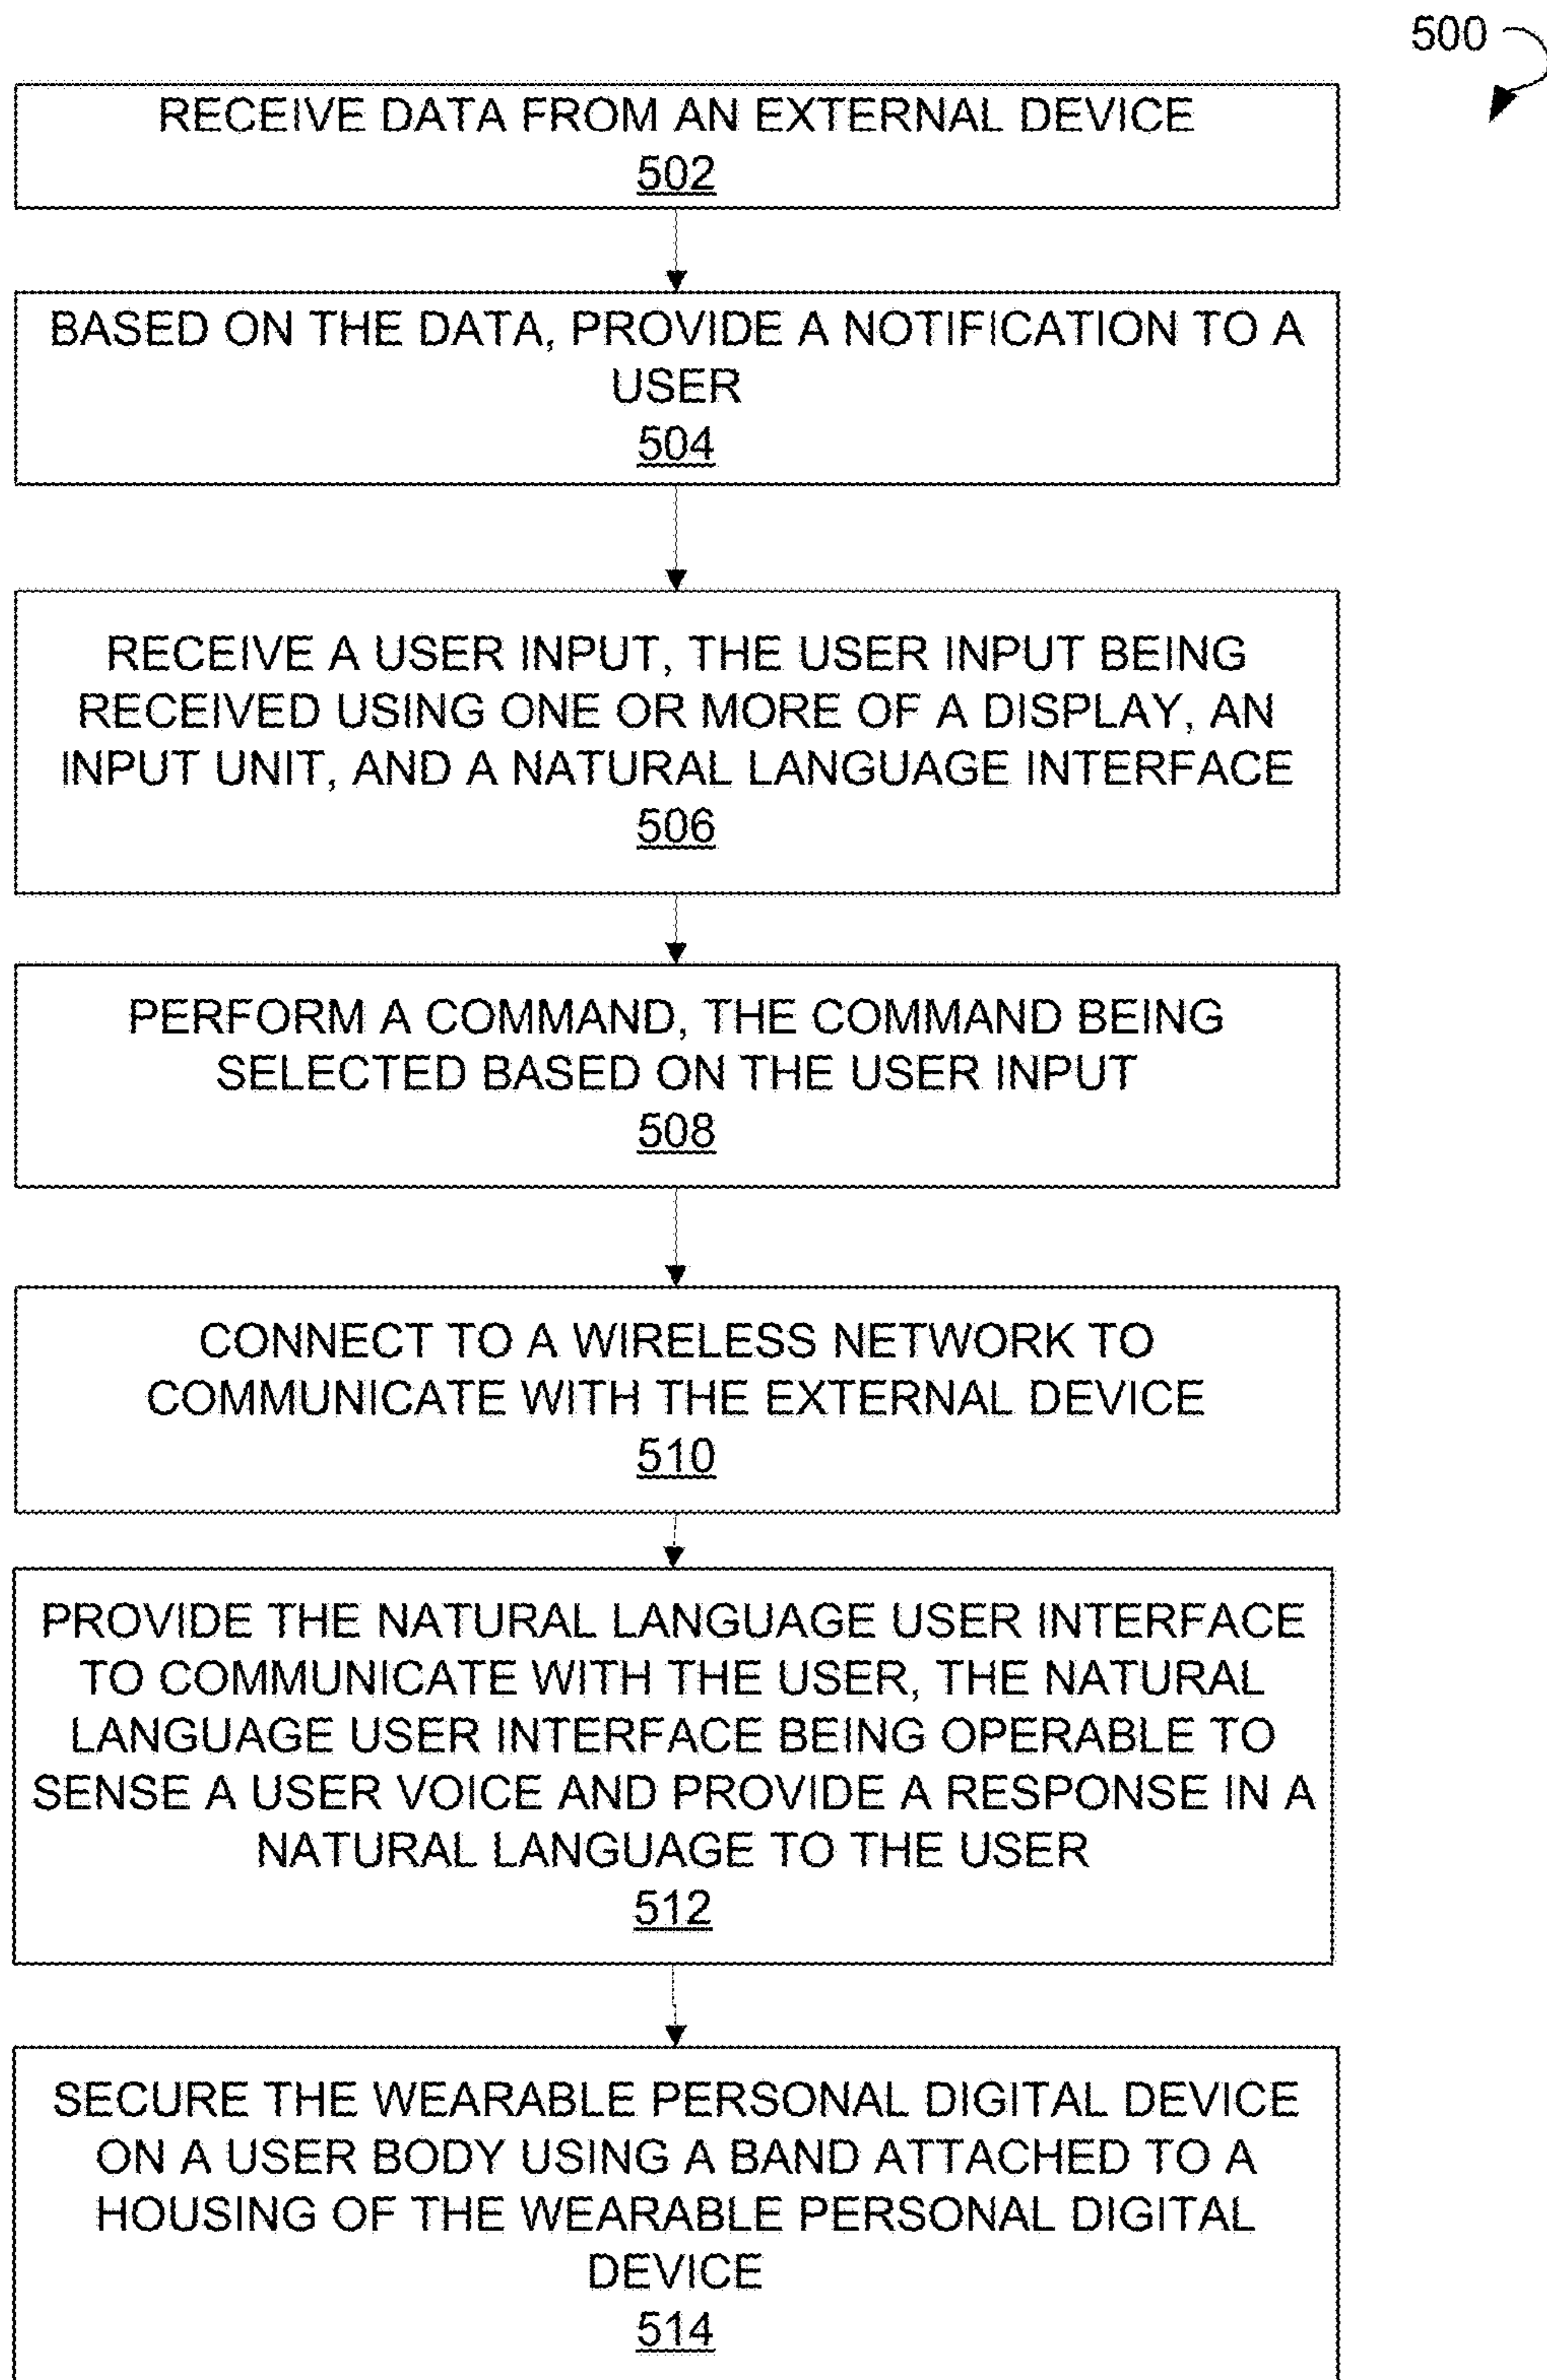 500
RECEIVE DATA FROM AN EXTERNAL DEVICE
502
BASED ON THE DATA, PROVIDE A NOTIFICATION TO A
USER
504
RECEIVE A USER INPUT, THE USER INPUT BEING
RECEIVED USING ONE OR MORE OF A DISPLAY, AN
INPUT UNIT, AND A NATURAL LANGUAGE INTERFACE
506
PERFORM A COMMAND, THE COMMAND BEING
SELECTED BASED ON THE USER INPUT
508
CONNECT TO A WIRELESS NETWORK TO
COMMUNICATE WITH THE EXTERNAL DEVICE
510
PROVIDE THE NATURAL LANGUAGE USER INTERFACE
TO COMMUNICATE WITH THE USER, THE NATURAL
LANGUAGE USER INTERFACE BEING OPERABLE TO
SENSE A USER VOICE AND PROVIDE A RESPONSE IN A
NATURAL LANGUAGE TO THE USER
512
SECURE THE WEARABLE PERSONAL DIGITAL DEVICE
ON A USER BODY USING A BAND ATTACHED TO A
HOUSING OF THE WEARABLE PERSONAL DIGITAL
DEVICE
514